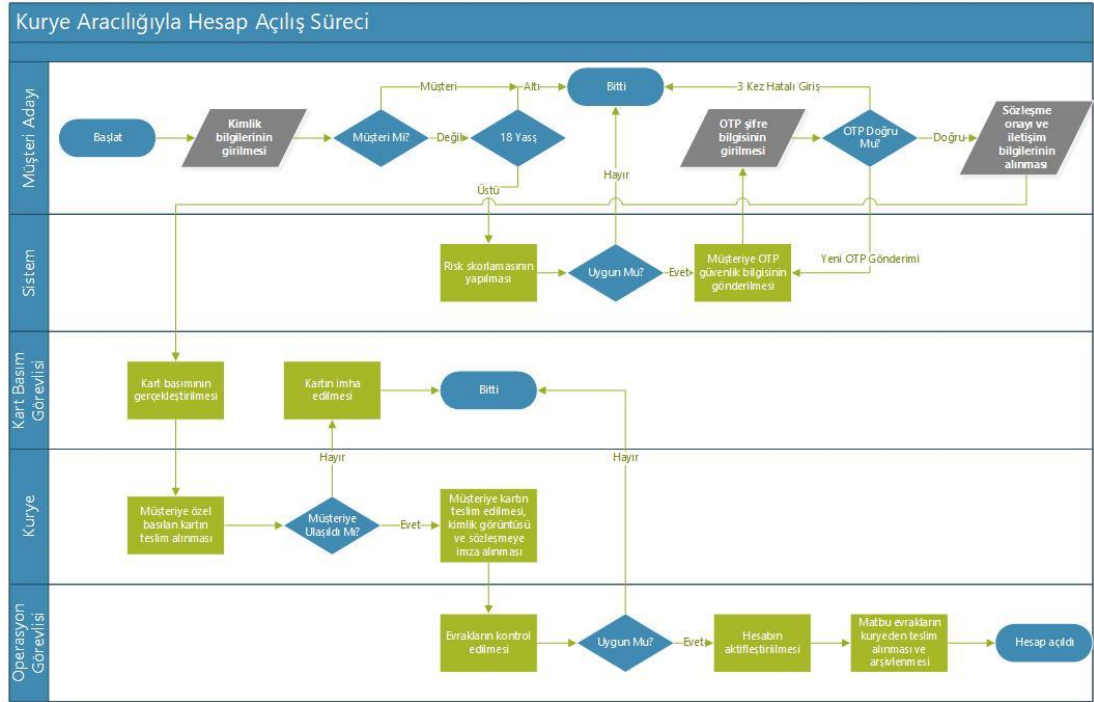 Kurye Aracılığıyla Hesap Açılış Süreci
Müşteri Adayı
Başlat
Kimlik
bilgilerinin
girilmesi
Müşteri Mi?
Müşteri
Değil
18 Yaşş
Altı
Üstü
Bitti
Hayır
3 Kez Hatalı Giriş
OTP şifre
bilgisinin
girilmesi
OTP Doğru
Mu?
Doğru
Sözleşme
onayı ve
iletişim
bilgilerinin
alınması
Sistem
Risk skorlamasının
yapılması
Uygun Mu?
Evet
Müşteriye OTP
güvenlik bilgisinin
gönderilmesi
Yeni OTP Gönderimi
Kart Basım
Görevlisi
Kart basımının
gerçekleştirilmesi
Kartın imha
edilmesi
Bitti
Hayır
Hayır
Kurye
Müşteriye özel
basılan kartın
teslim alınması
Müşteriye
Ulaşıldı Mı?
Evet
Müşteriye kartın
teslim edilmesi,
kimlik görüntüsü
ve sözleşmeye
imza alınması
Operasyon
Görevlisi
Evrakların kontrol
edilmesi
Uygun Mu?
Evet
Hesabın
aktifleştiriilmesi
Matbu evrakların
kuryeden teslim
alınması ve
arşivlenmesi
Hesap açıldı